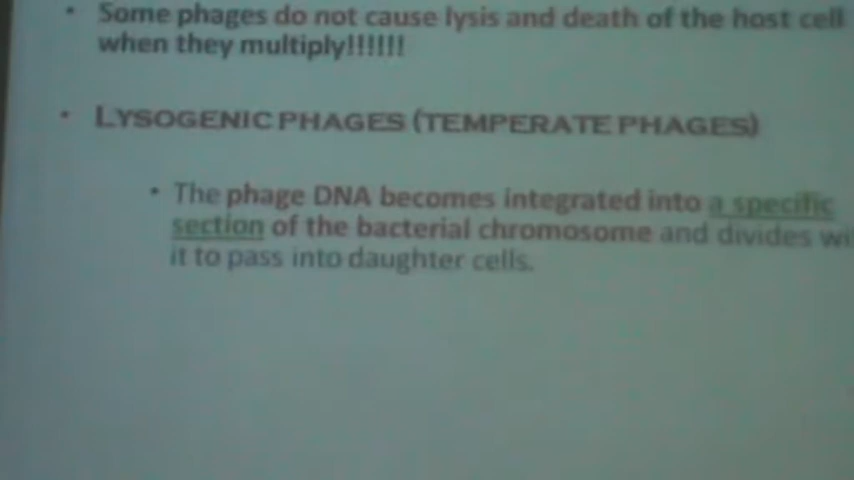 • Some phages do not cause lysis and death of the host cell
when they multiply!!!!!!
• LYSOGENIC PHAGES (TEMPERATE PHAGES)
• The phage DNA becomes integrated into a specific
section of the bacterial chromosome and divides
it to pass into daughter cells.